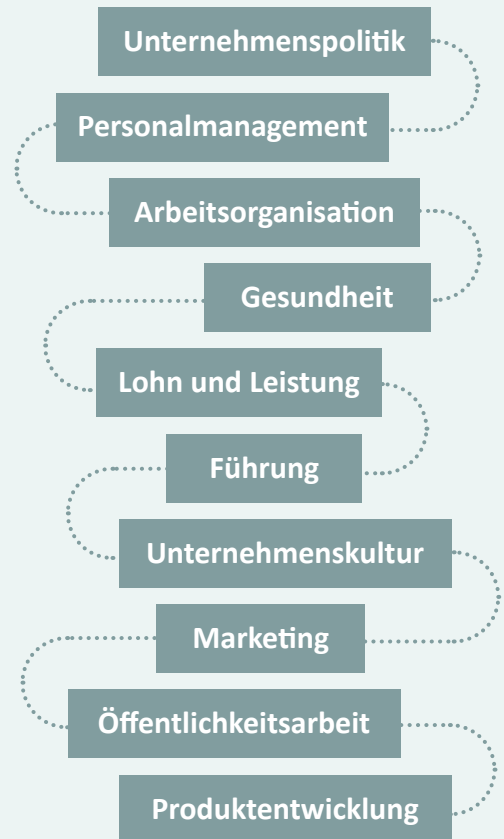 Unternehmenspolitik
Personalmanagement
Arbeitsorganisation
Gesundheit
Lohn und Leistung
Führung
Unternehmenskultur
Marketing
Öffentlichkeitsarbeit
Produktentwicklung